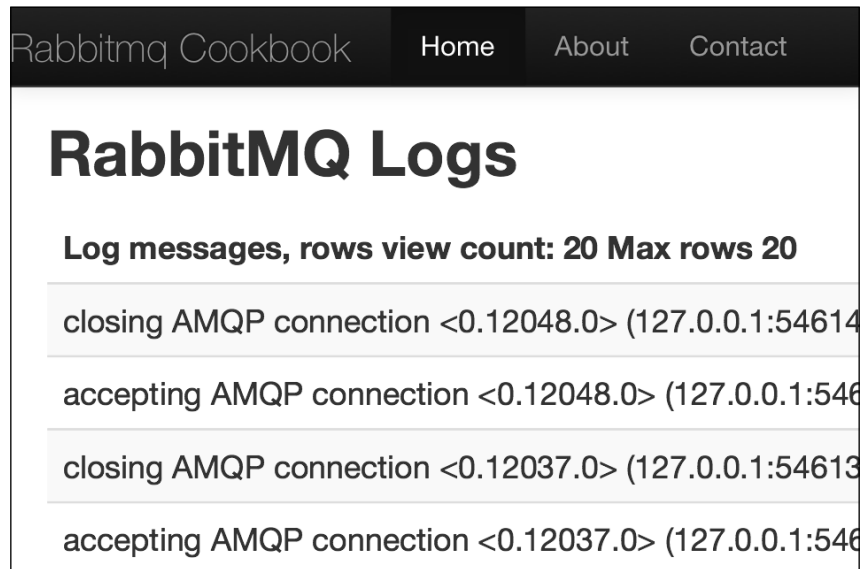 Rabbitmq Cookbook Home About Contact
RabbitMQ Logs
Log messages, rows view count: 20 Max rows 20
closing AMQP connection <0.12048.0> (127.0.0.1:54614
accepting AMQP connection <0.12048.0> (127.0.0.1:546
closing AMQP connection <0.12037.0> (127.0.0.1:54613
accepting AMQP connection <0.12037.0> (127.0.0.1:546